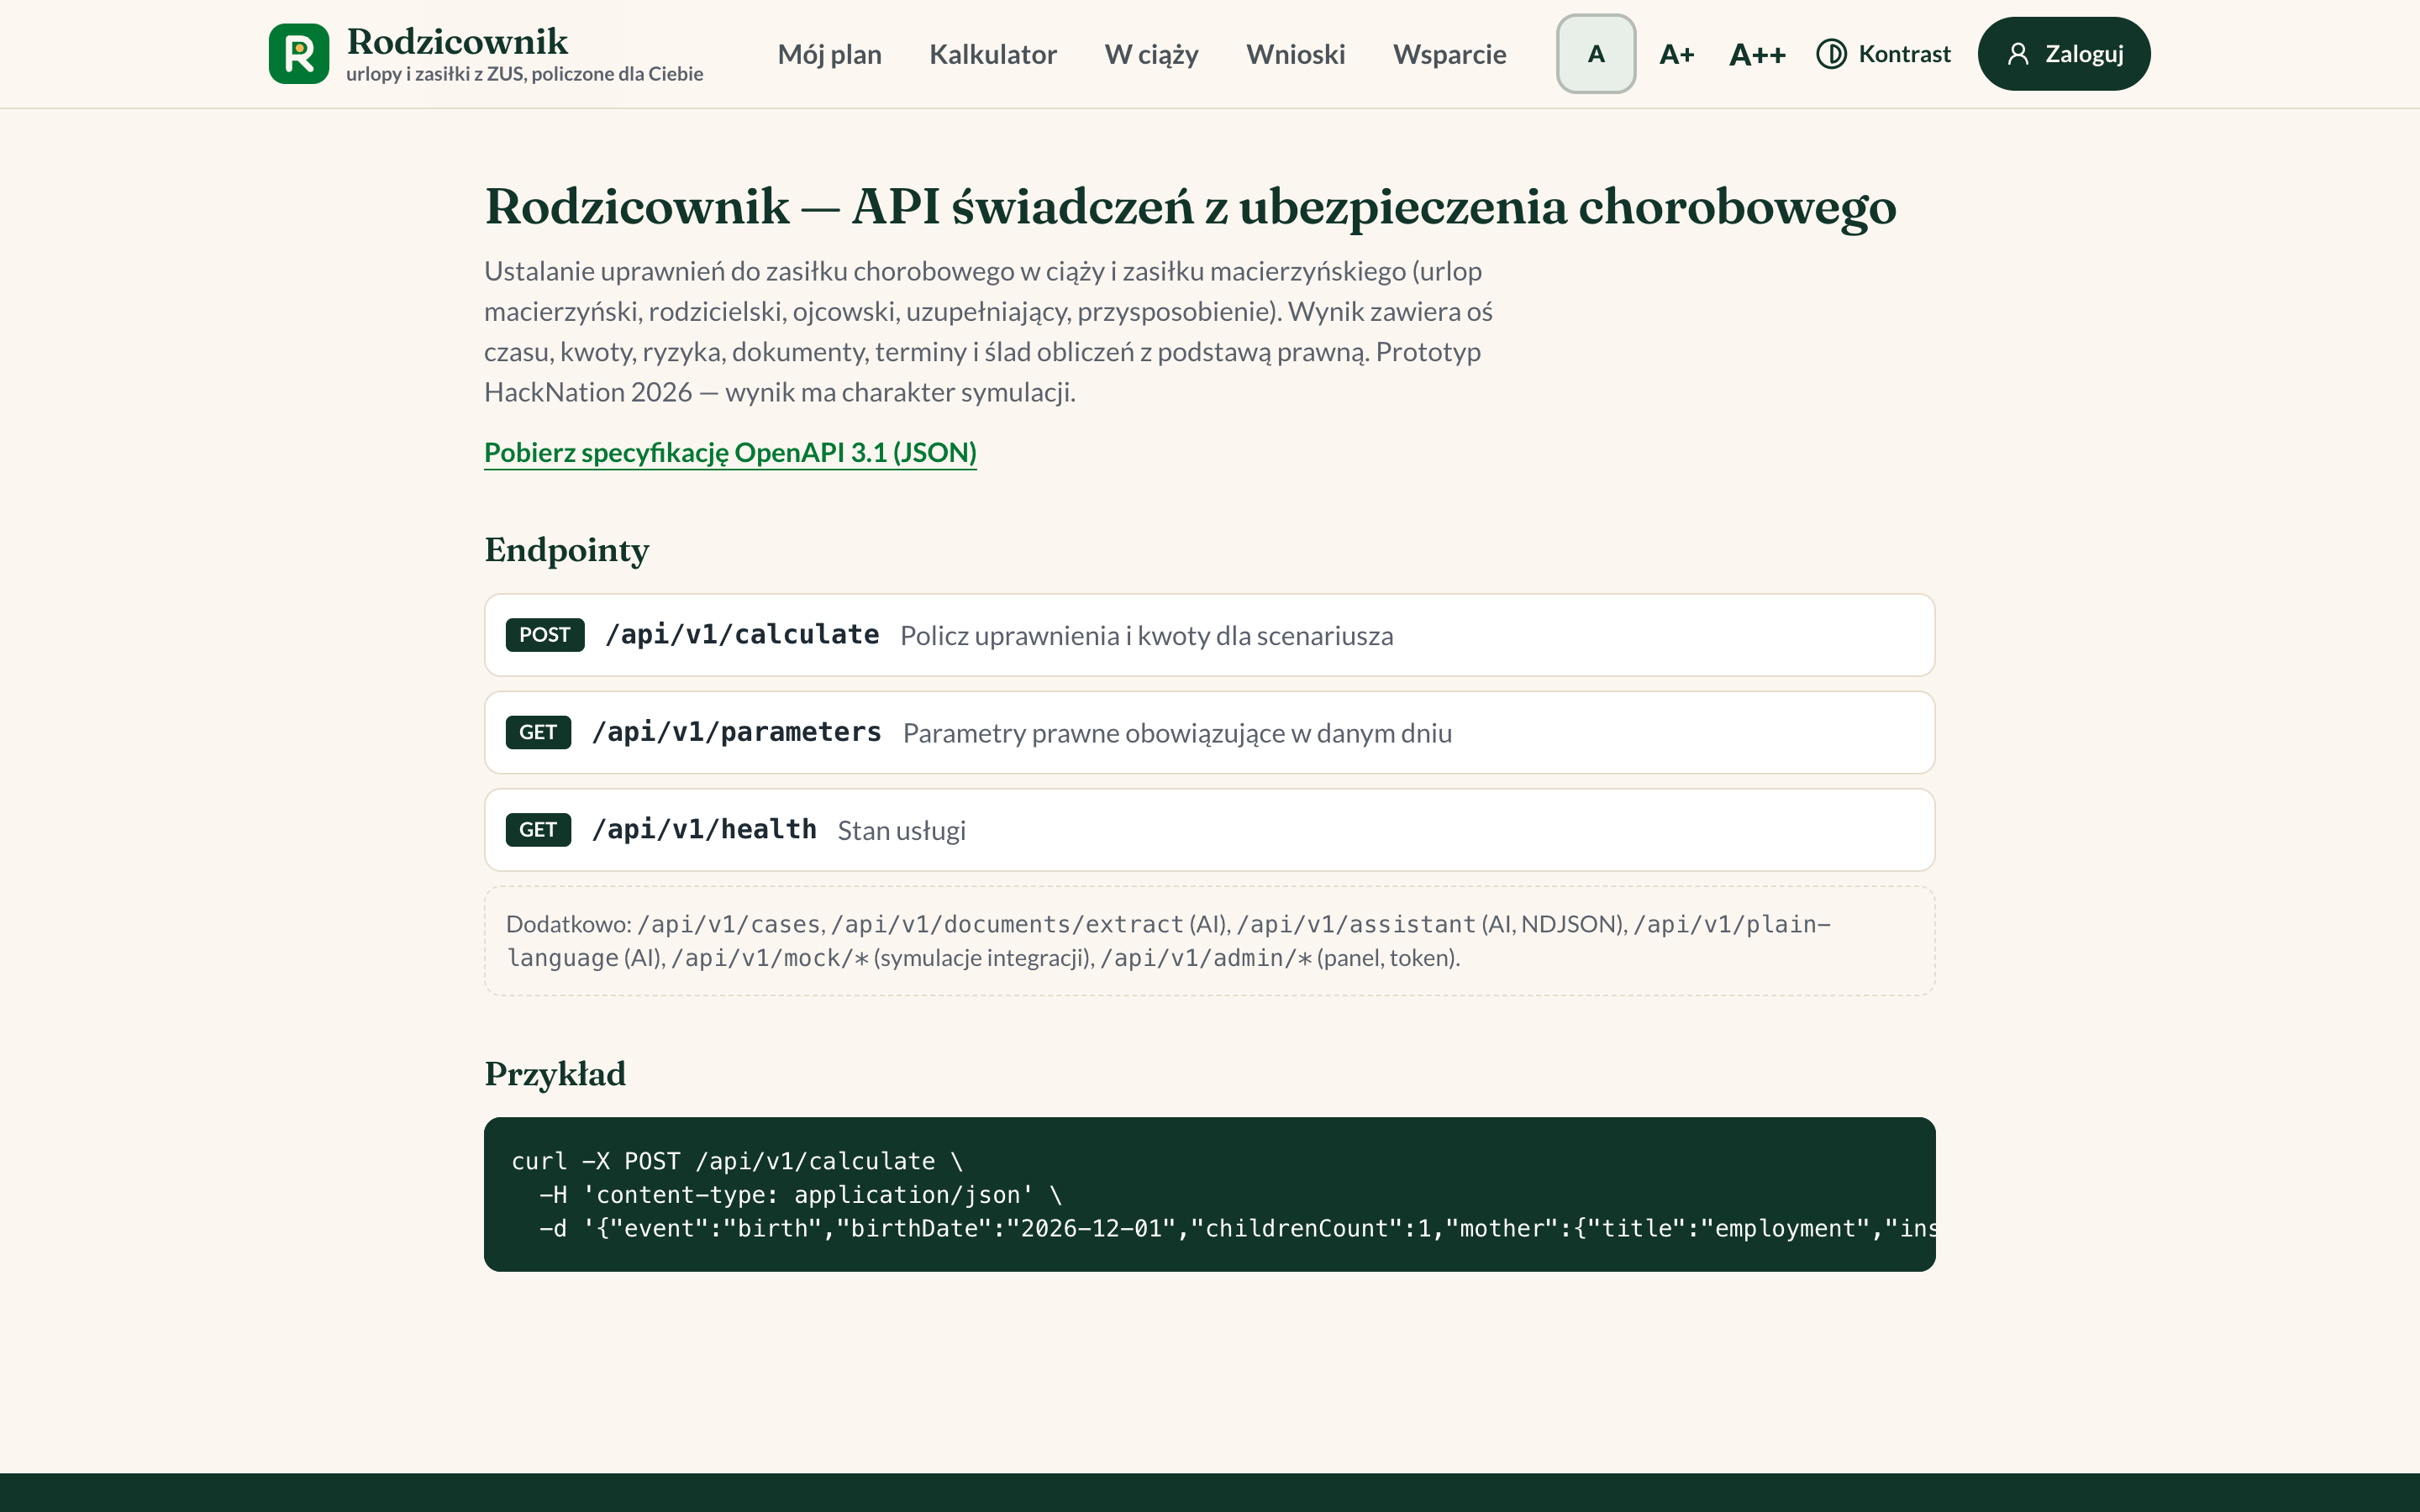 Rodzicownik
urlopy i zasiłki z ZUS, policzone dla Ciebie
Mój plan
Kalkulator
W ciąży
Wnioski
Wsparcie
A
A+
A++
Kontrast
Zaloguj
Rodzicownik — API świadczeń z ubezpieczenia chorobowego
Ustalanie uprawnień do zasiłku chorobowego w ciąży i zasiłku macierzyńskiego (urlop
macierzyński, rodzicielski, ojcowski, uzupełniający, przysposobienie). Wynik zawiera oś
czasu, kwoty, ryzyka, dokumenty, terminy i ślad obliczeń z podstawą prawną. Prototyp
HackNation 2026 — wynik ma charakter symulacji.
Pobierz specyfikację OpenAPI 3.1 (JSON)
Endpointy
POST /api/v1/calculate Policz uprawnienia i kwoty dla scenariusza
GET /api/v1/parameters Parametry prawne obowiązujące w danym dniu
GET /api/v1/health Stan usługi
Dodatkowo: /api/v1/cases, /api/v1/documents/extract (AI), /api/v1/assistant (AI, NDJSON), /api/v1/plain-
language (AI), /api/v1/mock/* (symulacje integracji), /api/v1/admin/* (panel, token).
Przykład
curl -X POST /api/v1/calculate \
-H 'content-type: application/json' \
-d '{"event":"birth","birthDate":"2026-12-01","childrenCount":1,"mother":{"title":"employment","ins